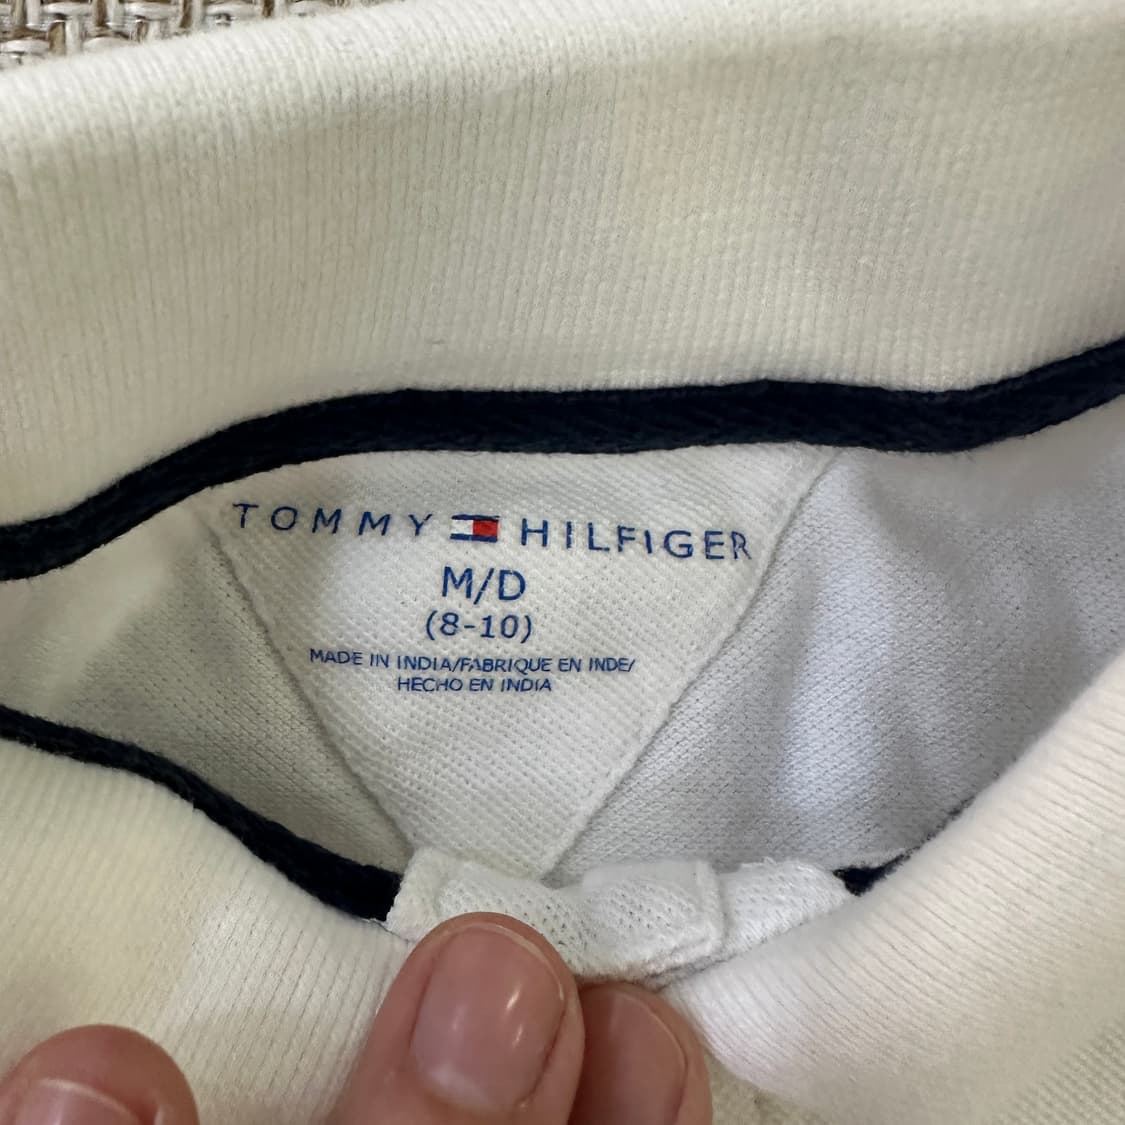 TOMMY HILFIGER
M/D
(8-10)
MADE IN INDIA/FABRIQUE EN INDE/
HECHO EN INDIA